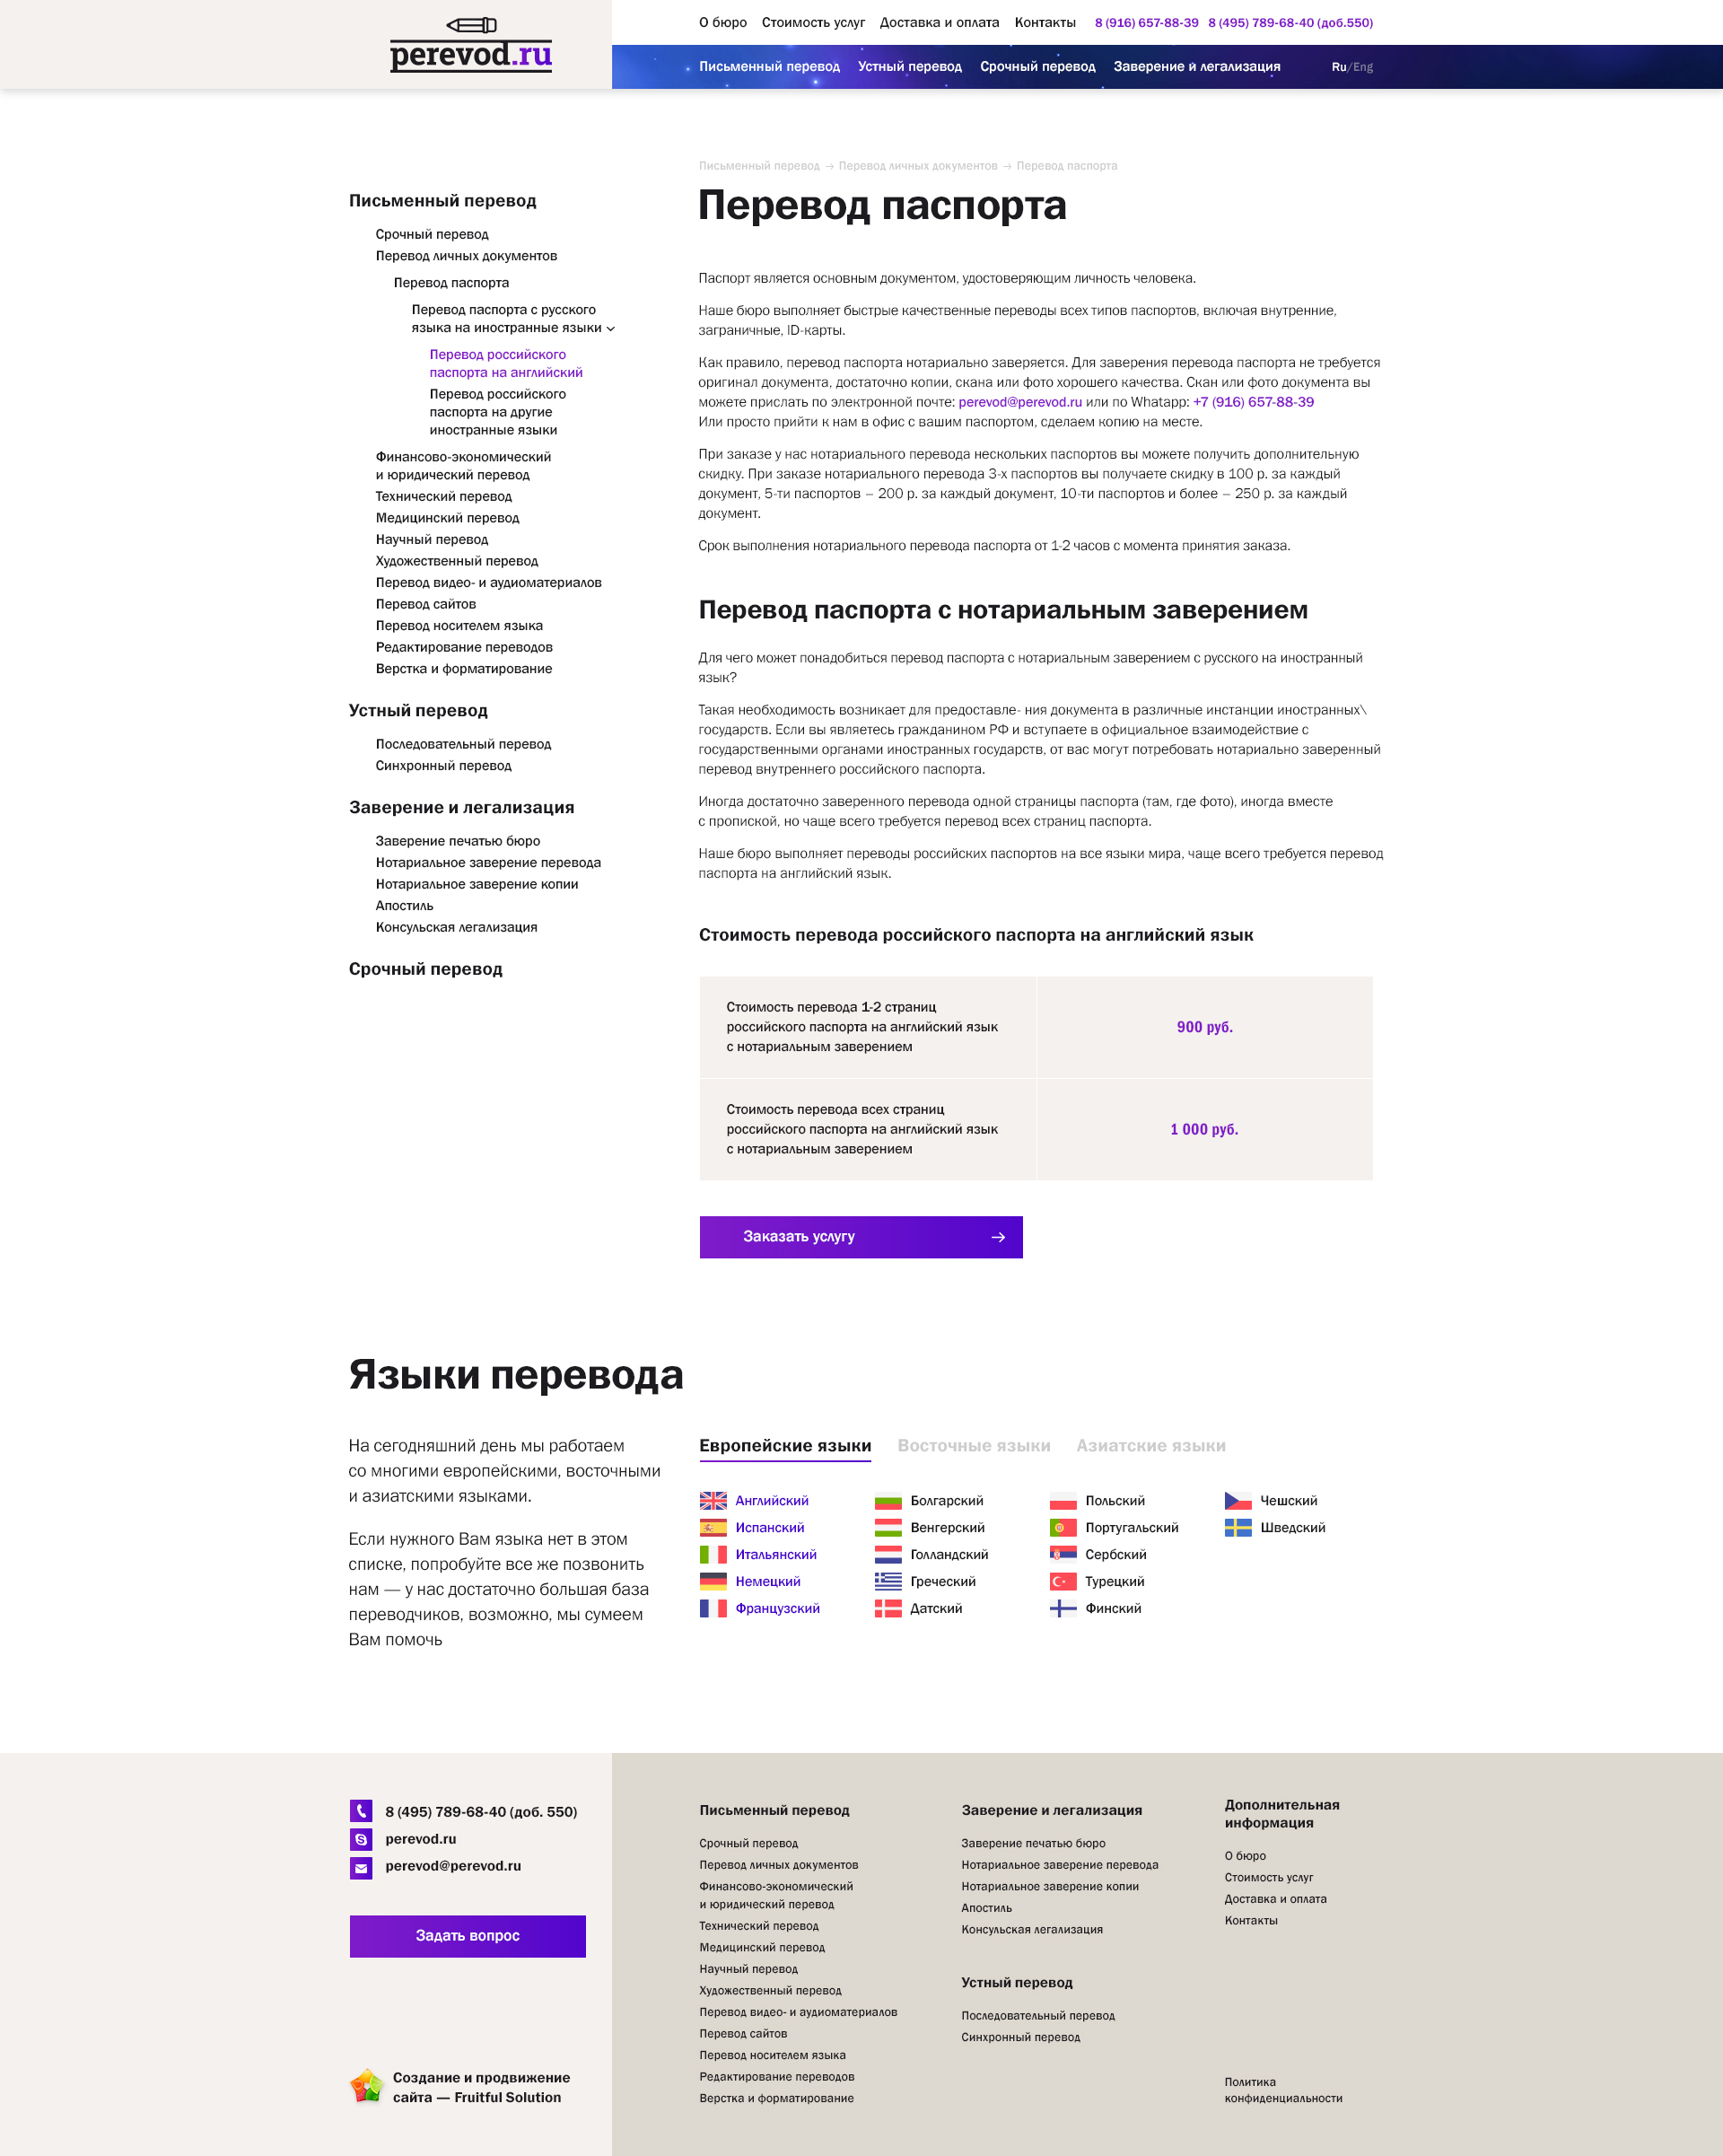 perevod.ru
О бюро Стоимость услуг Доставка и оплата Контакты 8 (916) 657-88-39 8 (495) 789-68-40 (доб.550)
Письменный перевод Устный перевод Срочный перевод Заверение и легализация Ru/Eng
Письменный перевод → Перевод личных документов → Перевод паспорта
Перевод паспорта
Письменный перевод
Срочный перевод
Перевод личных документов
Перевод паспорта
Перевод паспорта с русского
языка на иностранные языки
Перевод российского
паспорта на английский
Перевод российского
паспорта на другие
иностранные языки
Финансово-экономический
и юридический перевод
Технический перевод
Медицинский перевод
Научный перевод
Художественный перевод
Перевод видео- и аудиоматериалов
Перевод сайтов
Перевод носителем языка
Редактирование переводов
Верстка и форматирование
Устный перевод
Последовательный перевод
Синхронный перевод
Заверение и легализация
Заверение печатью бюро
Нотариальное заверение перевода
Нотариальное заверение копии
Апостиль
Консульская легализация
Срочный перевод
Паспорт является основным документом, удостоверяющим личность человека.
Наше бюро выполняет быстрые качественные переводы всех типов паспортов, включая внутренние,
заграничные, ID-карты.
Как правило, перевод паспорта нотариально заверяется. Для заверения перевода паспорта не требуется
оригинал документа, достаточно копии, скана или фото хорошего качества. Скан или фото документа вы
можете прислать по электронной почте: perevod@perevod.ru или по Whatapp: +7 (916) 657-88-39
Или просто прийти к нам в офис с вашим паспортом, сделаем копию на месте.
При заказе у нас нотариального перевода нескольких паспортов вы можете получить дополнительную
скидку. При заказе нотариального перевода 3-х паспортов вы получаете скидку в 100 р. за каждый
документ, 5-ти паспортов – 200 р. за каждый документ, 10-ти паспортов и более – 250 р. за каждый
документ.
Срок выполнения нотариального перевода паспорта от 1-2 часов с момента принятия заказа.
Перевод паспорта с нотариальным заверением
Для чего может понадобиться перевод паспорта с нотариальным заверением с русского на иностранный
язык?
Такая необходимость возникает для предоставле- ния документа в различные инстанции иностранных\
государств. Если вы являетесь гражданином РФ и вступаете в официальное взаимодействие с
государственными органами иностранных государств, от вас могут потребовать нотариально заверенный
перевод внутреннего российского паспорта.
Иногда достаточно заверенного перевода одной страницы паспорта (там, где фото), иногда вместе
с пропиской, но чаще всего требуется перевод всех страниц паспорта.
Наше бюро выполняет переводы российских паспортов на все языки мира, чаще всего требуется перевод
паспорта на английский язык.
Стоимость перевода российского паспорта на английский язык
Стоимость перевода 1-2 страниц
российского паспорта на английский язык
с нотариальным заверением
900 руб.
Стоимость перевода всех страниц
российского паспорта на английский язык
с нотариальным заверением
1 000 руб.
Заказать услугу →
Языки перевода
На сегодняшний день мы работаем
со многими европейскими, восточными
и азиатскими языками.
Если нужного Вам языка нет в этом
списке, попробуйте все же позвонить
нам — у нас достаточно большая база
переводчиков, возможно, мы сумеем
Вам помочь
Европейские языки Восточные языки Азиатские языки
Английский Болгарский Польский Чешский
Испанский Венгерский Португальский Шведский
Итальянский Голландский Сербский
Немецкий Греческий Турецкий
Французский Датский Финский
8 (495) 789-68-40 (доб. 550)
perevod.ru
perevod@perevod.ru
Задать вопрос
Создание и продвижение
сайта — Fruitful Solution
Письменный перевод
Срочный перевод
Перевод личных документов
Финансово-экономический
и юридический перевод
Технический перевод
Медицинский перевод
Научный перевод
Художественный перевод
Перевод видео- и аудиоматериалов
Перевод сайтов
Перевод носителем языка
Редактирование переводов
Верстка и форматирование
Заверение и легализация
Заверение печатью бюро
Нотариальное заверение перевода
Нотариальное заверение копии
Апостиль
Консульская легализация
Устный перевод
Последовательный перевод
Синхронный перевод
Дополнительная
информация
О бюро
Стоимость услуг
Доставка и оплата
Контакты
Политика
конфиденциальности